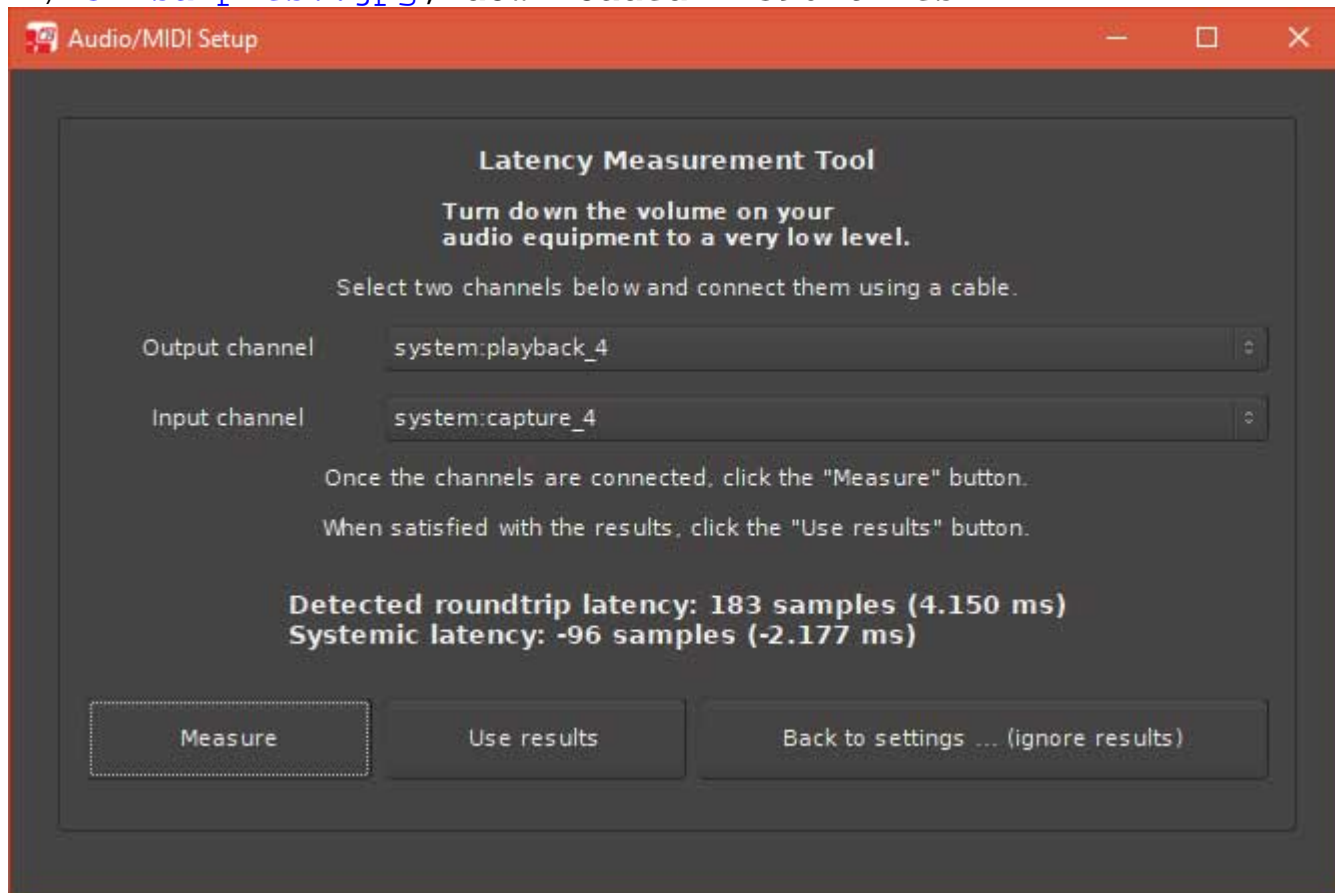 Audio/MIDI Setup
Latency Measurement Tool
Turn down the volume on your
audio equipment to a very low level.
Select two channels below and connect them using a cable.
Output channel system:playback_4
Input channel system:capture_4
Once the channels are connected, click the "Measure" button.
When satisfied with the results, click the "Use results" button.
Detected roundtrip latency: 183 samples (4.150 ms)
Systemic latency: -96 samples (-2.177 ms)
Measure Use results Back to settings ... (ignore results)